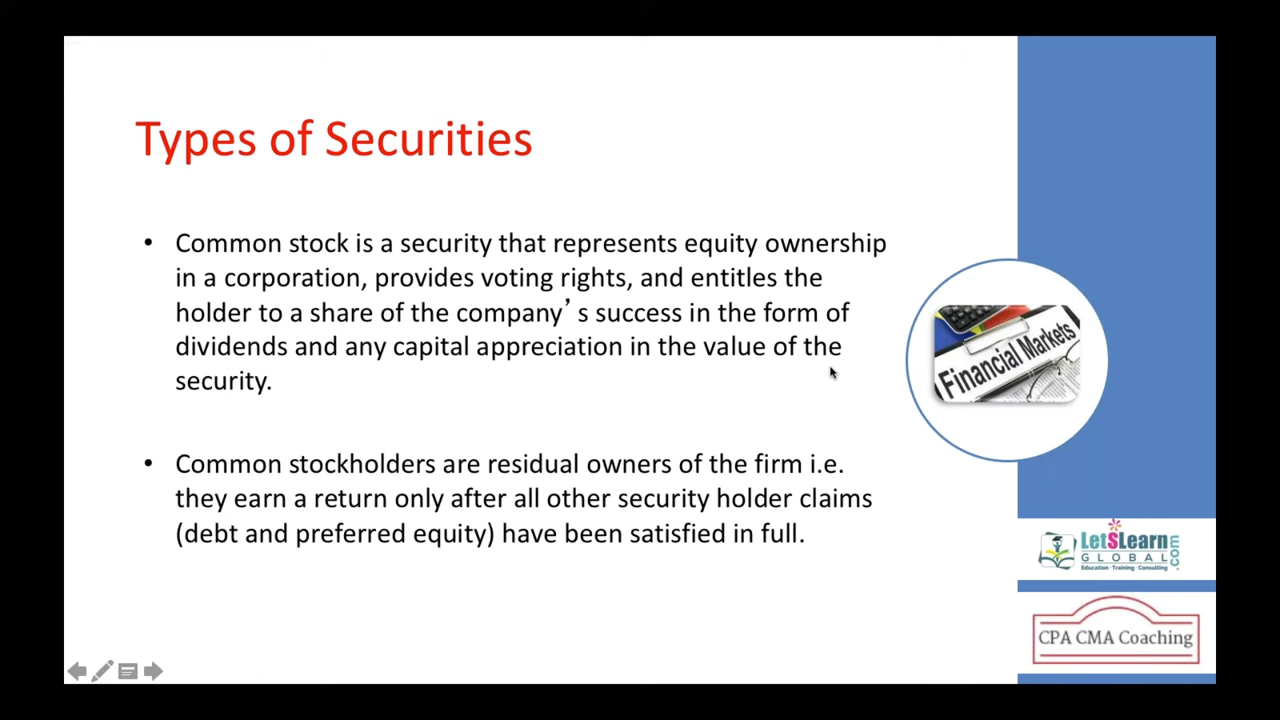 Types of Securities
• Common stock is a security that represents equity ownership
in a corporation, provides voting rights, and entitles the
holder to a share of the company’s success in the form of
dividends and any capital appreciation in the value of the
security.
• Common stockholders are residual owners of the firm i.e.
they earn a return only after all other security holder claims
(debt and preferred equity) have been satisfied in full.
Financial Markets
LetSLearn
GLOBAL.com
Education·Training·Consulting
CPA CMA Coaching